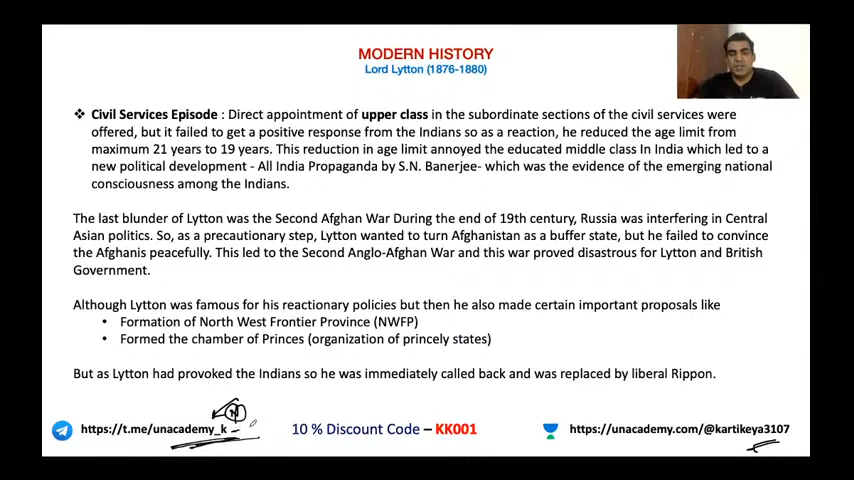 MODERN HISTORY
Lord Lytton (1876-1880)
❖ Civil Services Episode : Direct appointment of upper class in the subordinate sections of the civil services were
offered, but it failed to get a positive response from the Indians so as a reaction, he reduced the age limit from
maximum 21 years to 19 years. This reduction in age limit annoyed the educated middle class In India which led to a
new political development - All India Propaganda by S.N. Banerjee- which was the evidence of the emerging national
consciousness among the Indians.
The last blunder of Lytton was the Second Afghan War During the end of 19th century, Russia was interfering in Central
Asian politics. So, as a precautionary step, Lytton wanted to turn Afghanistan as a buffer state, but he failed to convince
the Afghanis peacefully. This led to the Second Anglo-Afghan War and this war proved disastrous for Lytton and British
Government.
Although Lytton was famous for his reactionary policies but then he also made certain important proposals like
• Formation of North West Frontier Province (NWFP)
• Formed the chamber of Princes (organization of princely states)
But as Lytton had provoked the Indians so he was immediately called back and was replaced by liberal Rippon.
https://t.me/unacademy_k
10 % Discount Code – KK001
https://unacademy.com/@kartikeya3107